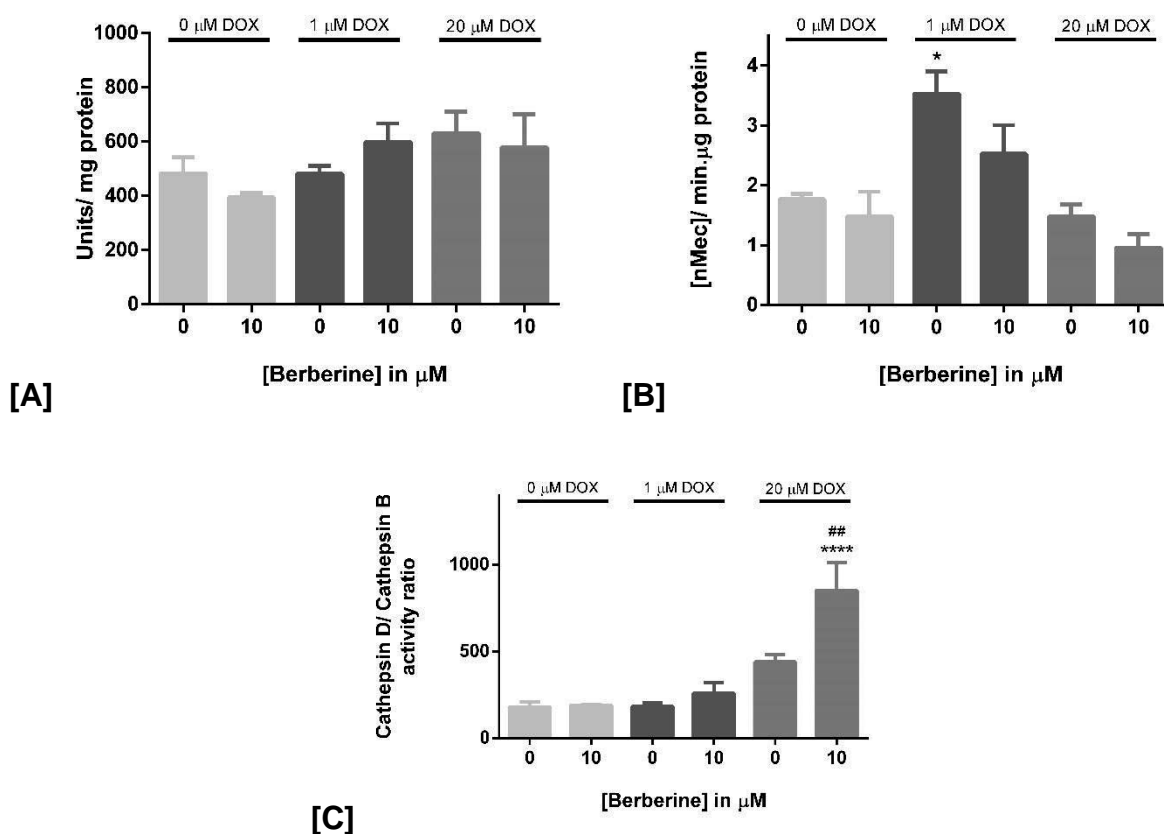 0 μM DOX 1 μM DOX 20 μM DOX
1000
800
600
400
200
0
Units/ mg protein
0 10 0 10 0 10
[Berberine] in μM
[A]
0 μM DOX 1 μM DOX 20 μM DOX
*
4
3
2
1
0
[nMec]/ min.μg protein
0 10 0 10 0 10
[Berberine] in μM
[B]
0 μM DOX 1 μM DOX 20 μM DOX
##
****
1000
500
0
Cathepsin D/ Cathepsin B
activity ratio
0 10 0 10 0 10
[Berberine] in μM
[C]